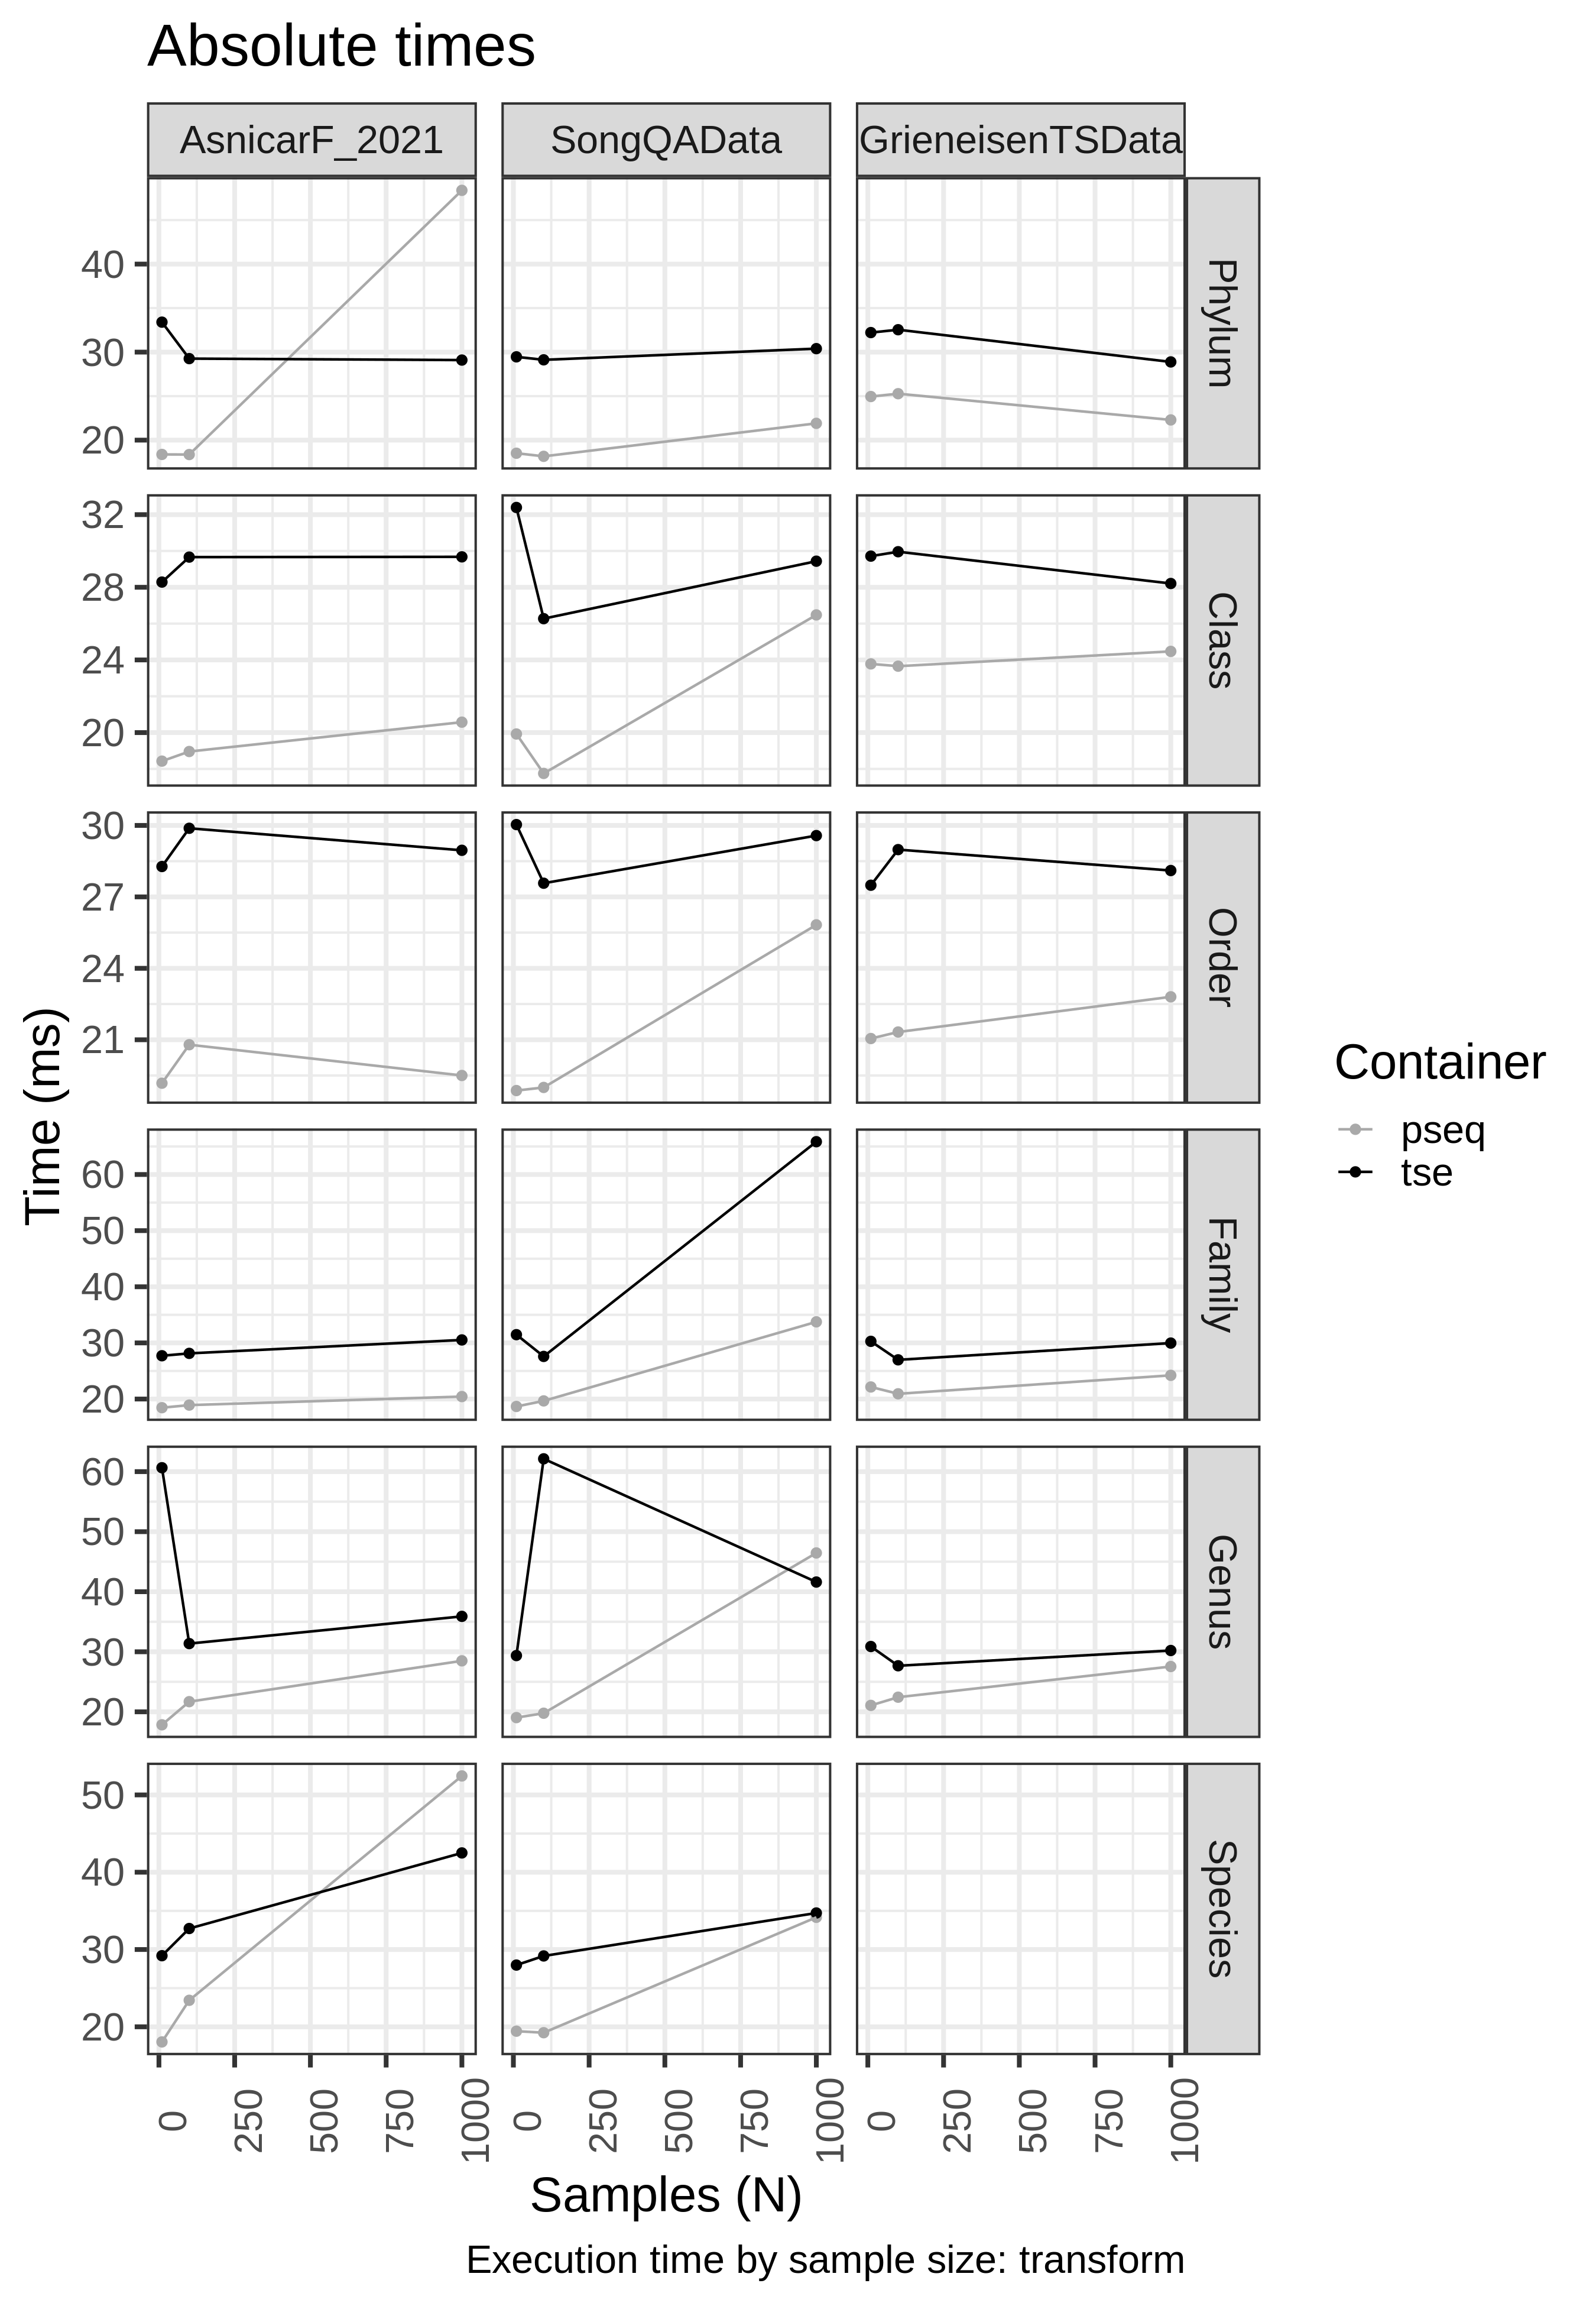 Absolute times
AsnicarF_2021 SongQAData GrieneisenTSData
40
30
20
Phylum
32
28
24
20
Class
30
27
24
21
Order
Time (ms)
60
50
40
30
20
Family
60
50
40
30
20
Genus
50
40
30
20
Species
0 250 500 750 1000 0 250 500 750 1000 0 250 500 750 1000
Samples (N)
Execution time by sample size: transform
Container
pseq
tse